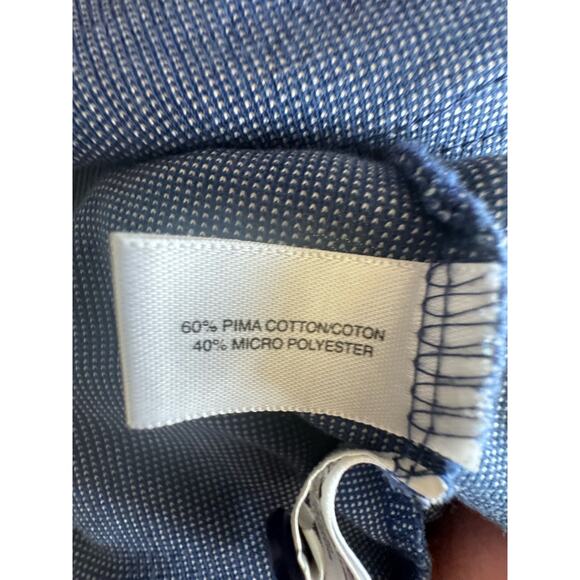 60% PIMA COTTON/COTON
40% MICRO POLYESTER